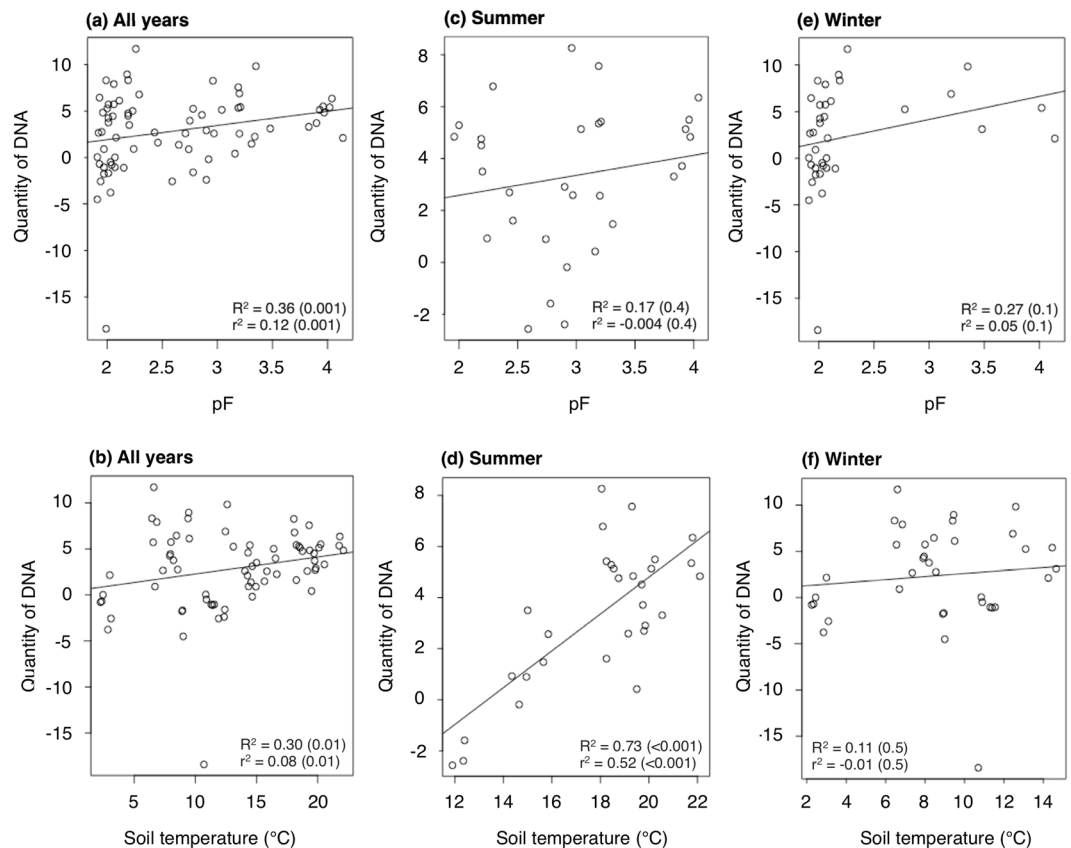 (a) All years
Quantity of DNA
10
5
0
-5
-10
-15
R² = 0.36 (0.001)
r² = 0.12 (0.001)
2 2.5 3 3.5 4
pF
(c) Summer
Quantity of DNA
8
6
4
2
0
-2
R² = 0.17 (0.4)
r² = -0.004 (0.4)
2 2.5 3 3.5 4
pF
(e) Winter
Quantity of DNA
10
5
0
-5
-10
-15
R² = 0.27 (0.1)
r² = 0.05 (0.1)
2 2.5 3 3.5 4
pF
(b) All years
Quantity of DNA
10
5
0
-5
-10
-15
R² = 0.30 (0.01)
r² = 0.08 (0.01)
5 10 15 20
Soil temperature (°C)
(d) Summer
Quantity of DNA
8
6
4
2
0
-2
R² = 0.73 (<0.001)
r² = 0.52 (<0.001)
12 14 16 18 20 22
Soil temperature (°C)
(f) Winter
Quantity of DNA
10
5
0
-5
-10
-15
R² = 0.11 (0.5)
r² = -0.01 (0.5)
2 4 6 8 10 12 14
Soil temperature (°C)